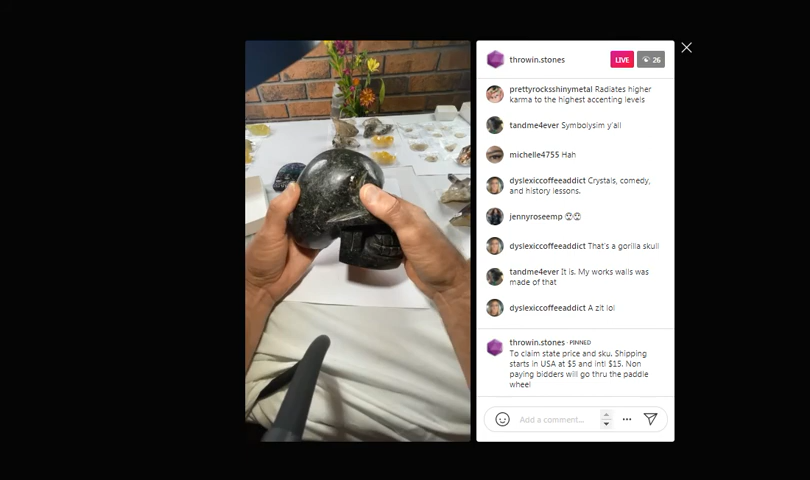 throwin.stones
LIVE
26
prettyrocksshinymetal Radiates higher
karma to the highest accenting levels
tandme4ever Symbolysim y'all
michelle4755 Hah
dyslexiccoffeeaddict Crystals, comedy,
and history lessons.
jennyroseemp
dyslexiccoffeeaddict That's a gorilla skull
tandme4ever It is. My works walls was
made of that
dyslexiccoffeeaddict A zit lol
throwin.stones · PINNED
To claim state price and sku. Shipping
starts in USA at $5 and intl $15. Non
paying bidders will go thru the paddle
wheel
Add a comment...